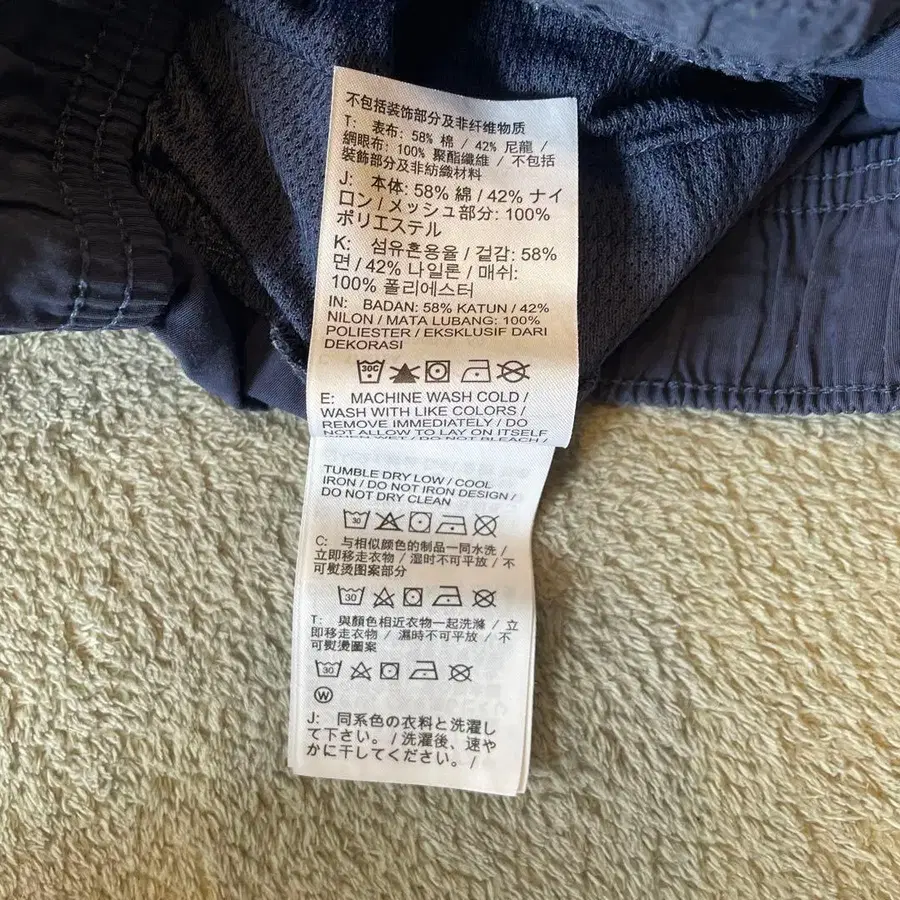 不包括装饰部分及非纤维物质
T: 表布: 58% 棉 / 42% 尼龍 /
網眼布: 100% 聚酯纖維 / 不包括
裝飾部分及非紡織材料
J: 本体: 58% 綿 / 42% ナイ
ロン / メッシュ部分: 100%
ポリエステル
K: 섬유혼용율 / 겉감: 58%
면 / 42% 나일론 / 매쉬:
100% 폴리에스터
IN: BADAN: 58% KATUN / 42%
NILON / MATA LUBANG: 100%
POLIESTER / EKSKLUSIF DARI
DEKORASI
30C
E: MACHINE WASH COLD /
WASH WITH LIKE COLORS /
REMOVE IMMEDIATELY / DO
NOT ALLOW TO LAY ON ITSELF
WHEN WET / DO NOT BLEACH /
TUMBLE DRY LOW / COOL
IRON / DO NOT IRON DESIGN /
DO NOT DRY CLEAN
30
C: 与相似颜色的制品一同水洗 /
立即移走衣物 / 湿时不可平放 / 不
可熨烫图案部分
30
T: 與顏色相近衣物一起洗滌 / 立
即移走衣物 / 濕時不可平放 / 不
可熨燙圖案
30
W
J: 同系色の衣料と洗濯し
て下さい。 / 洗濯後、速や
かに干してください。 /